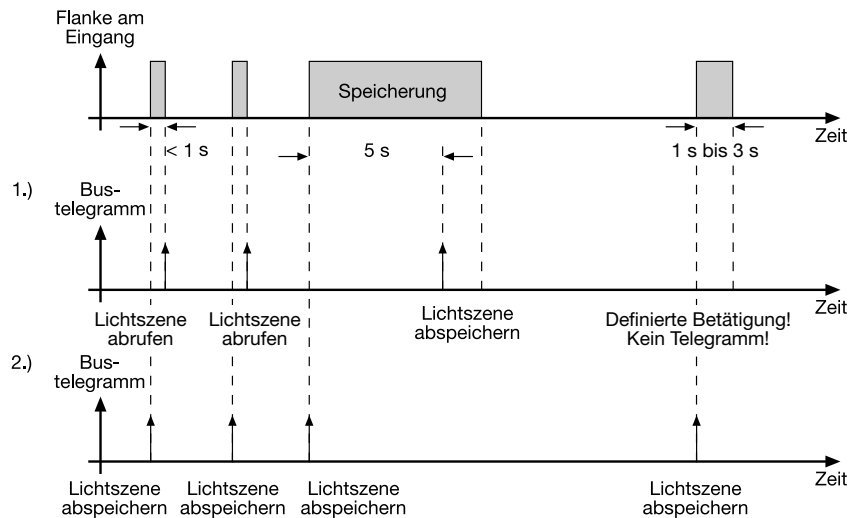 Flanke am
Eingang
Speicherung
Zeit
< 1 s
5 s
1 s bis 3 s
1.)
Bus-
telegramm
Zeit
Lichtszene
abrufen
Lichtszene
abrufen
Lichtszene
abspeichern
Definierte Betätigung!
Kein Telegramm!
2.)
Bus-
telegramm
Zeit
Lichtszene
abspeichern
Lichtszene
abspeichern
Lichtszene
abspeichern
Lichtszene
abspeichern